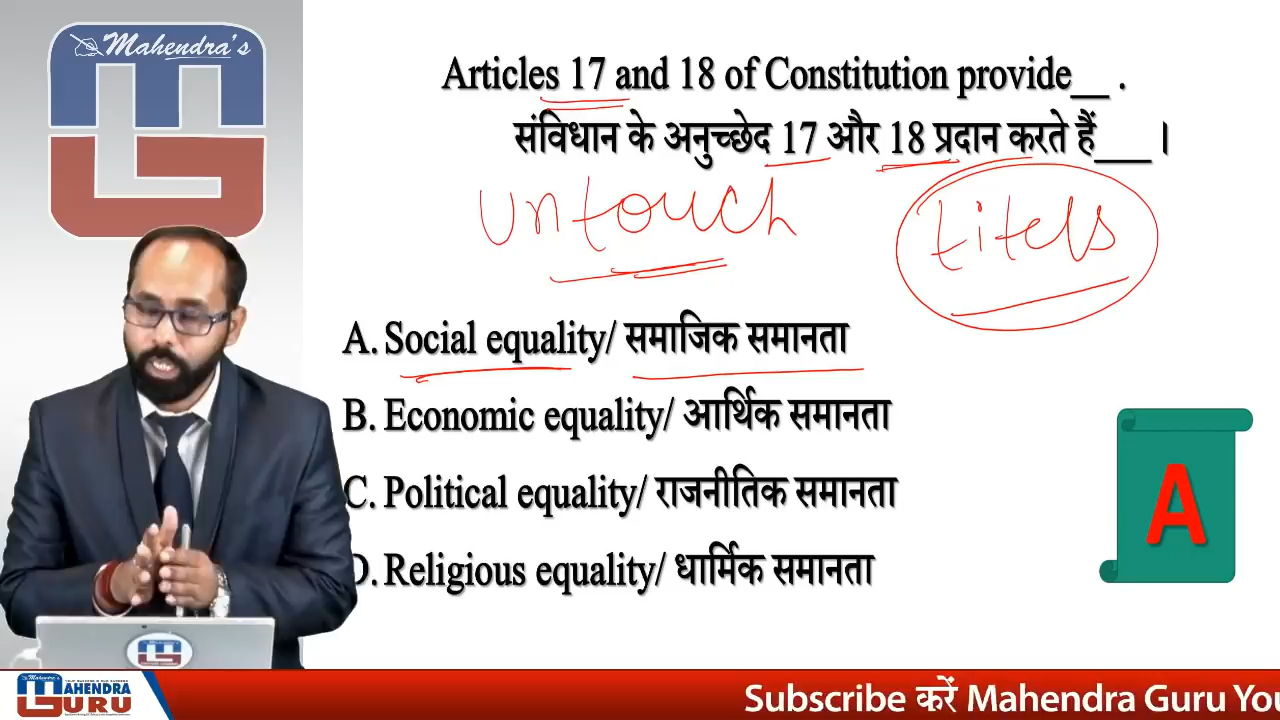 Mahendra's
Articles 17 and 18 of Constitution provide__ .
संविधान के अनुच्छेद 17 और 18 प्रदान करते हैं___ ।
untouch
titels
A. Social equality/ समाजिक समानता
B. Economic equality/ आर्थिक समानता
C. Political equality/ राजनीतिक समानता
D. Religious equality/ धार्मिक समानता
A
Mahendra's
MAHENDRA
GURU
Subscribe करें Mahendra Guru You